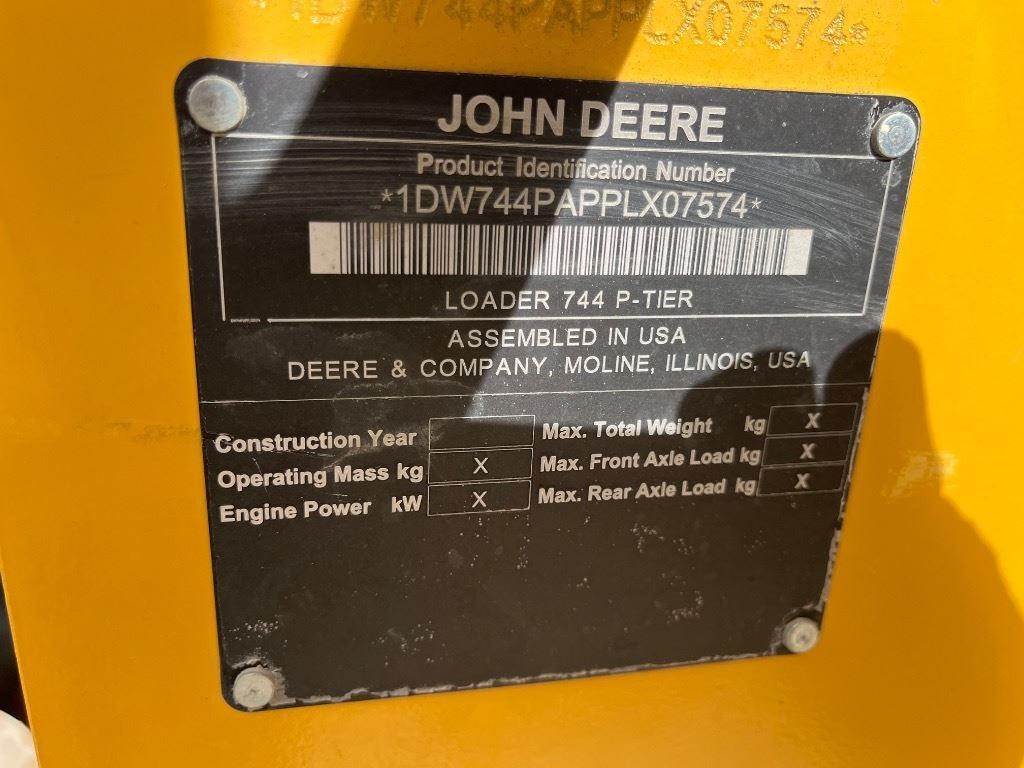 1DW744PAPPLX07574*
JOHN DEERE
Product Identification Number
*1DW744PAPPLX07574*
LOADER 744 P-TIER
ASSEMBLED IN USA
DEERE & COMPANY, MOLINE, ILLINOIS, USA
Construction Year Max. Total Weight kg X
Operating Mass kg X Max. Front Axle Load kg X
Engine Power kW X Max. Rear Axle Load kg X